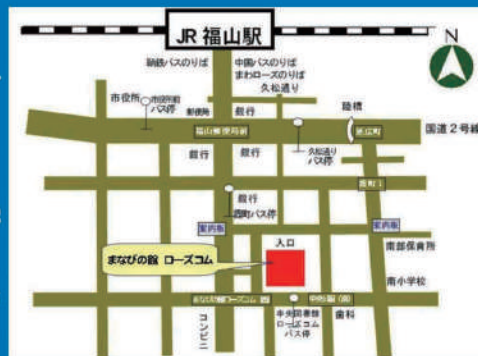 JR 福山駅
N
鞆鉄バスのりば
中国バスのりば
まわローズのりば
久松通り
市役所
市役所前
バス停
郵便局
銀行
陸橋
福山郵便局前
国道2号線
銀行
銀行
久松通り
バス停
霞町1
銀行
霞町バス停
案内板
入口
案内板
南部保育所
まなびの館 ローズコム
南小学校
中央図書館
ローズコム
バス停
歯科
コンビニ